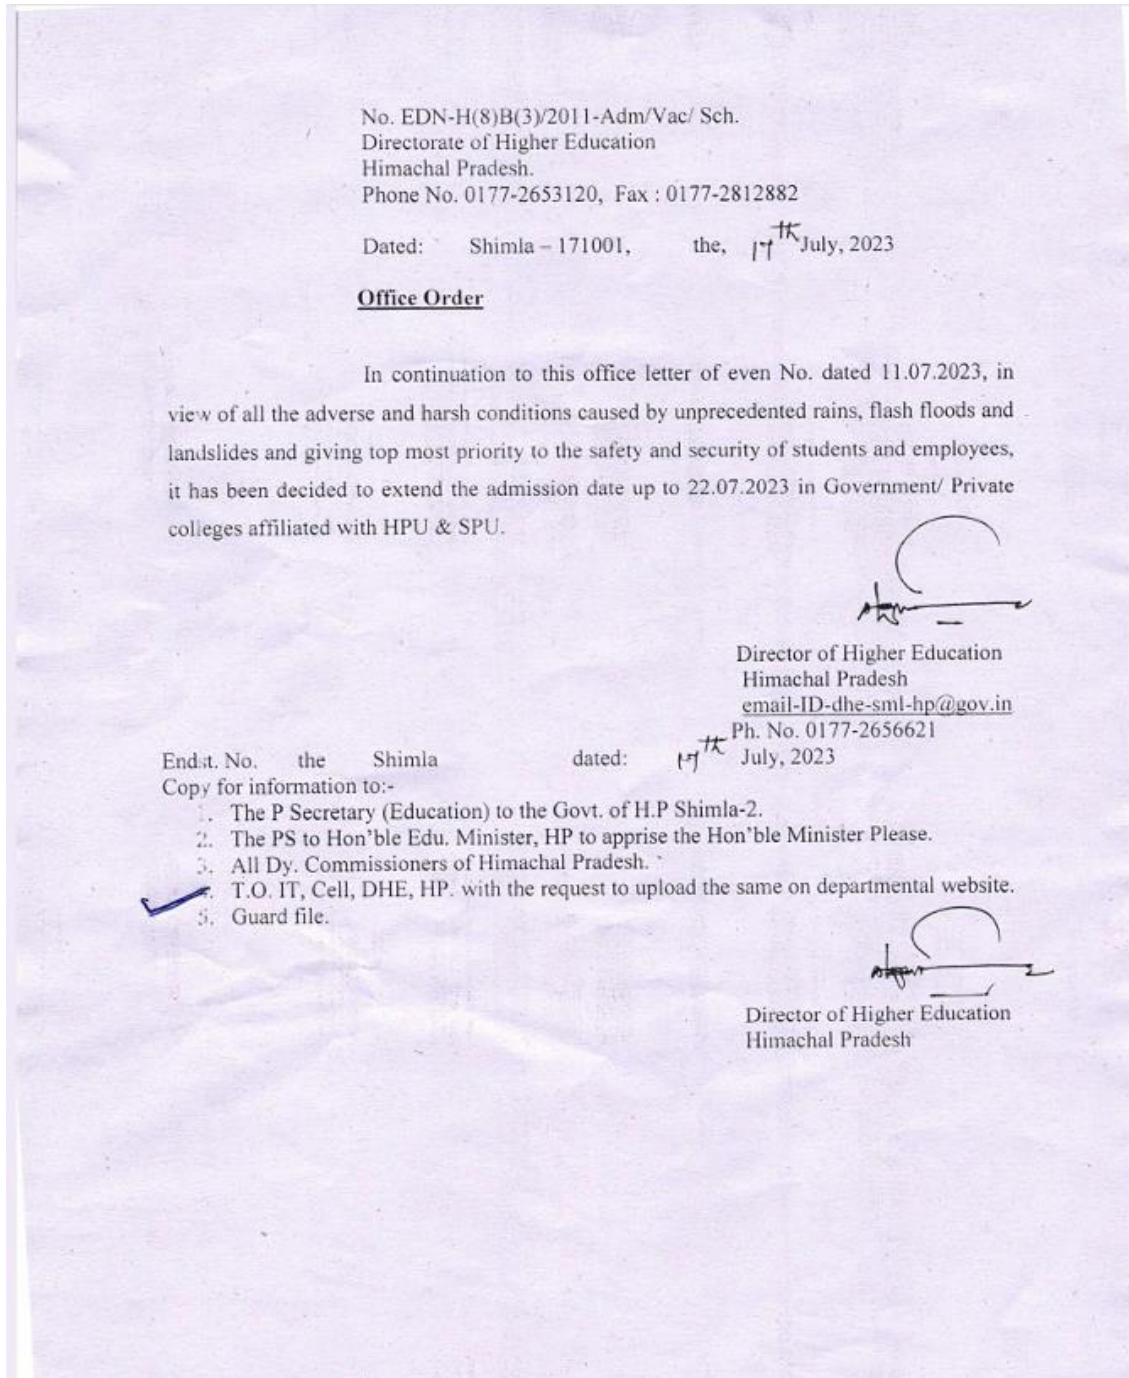 No. EDN-H(8)B(3)/2011-Adm/Vac/ Sch.
Directorate of Higher Education
Himachal Pradesh.
Phone No. 0177-2653120, Fax : 0177-2812882
Dated: Shimla – 171001, the, 17th July, 2023
Office Order
In continuation to this office letter of even No. dated 11.07.2023, in
view of all the adverse and harsh conditions caused by unprecedented rains, flash floods and
landslides and giving top most priority to the safety and security of students and employees,
it has been decided to extend the admission date up to 22.07.2023 in Government/ Private
colleges affiliated with HPU & SPU.
Director of Higher Education
Himachal Pradesh
email-ID-dhe-sml-hp@gov.in
Ph. No. 0177-2656621
Endst. No. the Shimla dated: 17th July, 2023
Copy for information to:-
1. The P Secretary (Education) to the Govt. of H.P Shimla-2.
2. The PS to Hon'ble Edu. Minister, HP to apprise the Hon'ble Minister Please.
3. All Dy. Commissioners of Himachal Pradesh.
T.O. IT, Cell, DHE, HP. with the request to upload the same on departmental website.
5. Guard file.
Director of Higher Education
Himachal Pradesh